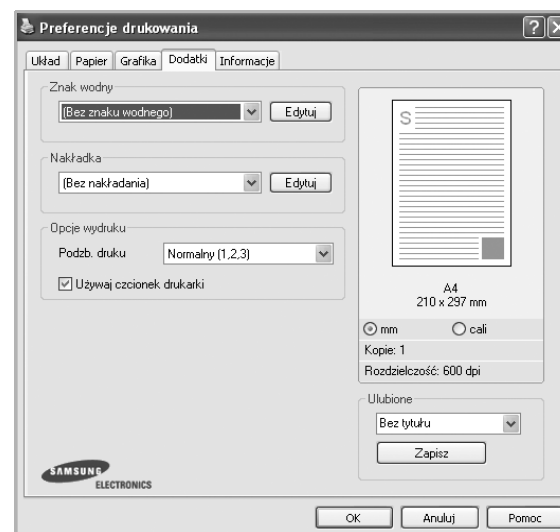 Preferencje drukowania
Układ Papier Grafika Dodatki Informacje
Znak wodny
(Bez znaku wodnego) Edytuj
Nakładka
(Bez nakładania) Edytuj
Opcje wydruku
Podzb. druku Normalny (1,2,3)
Używaj czcionek drukarki
S
A4
210 x 297 mm
mm cali
Kopie: 1
Rozdzielczość: 600 dpi
Ulubione
Bez tytułu
Zapisz
SAMSUNG
ELECTRONICS
OK Anuluj Pomoc